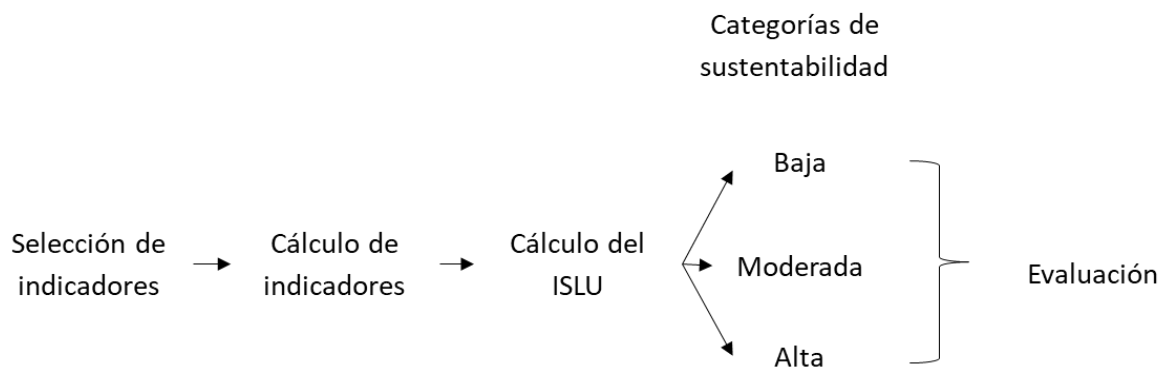 Categorías de
sustentabilidad
Baja
Selección de
indicadores
Cálculo de
indicadores
Cálculo del
ISLU
Moderada
Evaluación
Alta